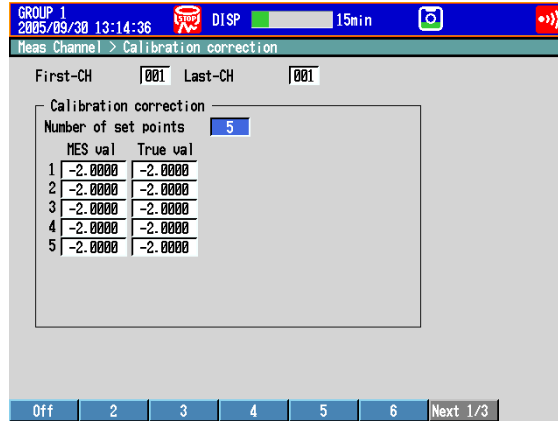 GROUP 1
2005/09/30 13:14:36 STOP DISP 15min
Meas Channel > Calibration correction
First-CH 001 Last-CH 001
Calibration correction
Number of set points 5
MES val True val
1 -2.0000 -2.0000
2 -2.0000 -2.0000
3 -2.0000 -2.0000
4 -2.0000 -2.0000
5 -2.0000 -2.0000
Off 2 3 4 5 6 Next 1/3